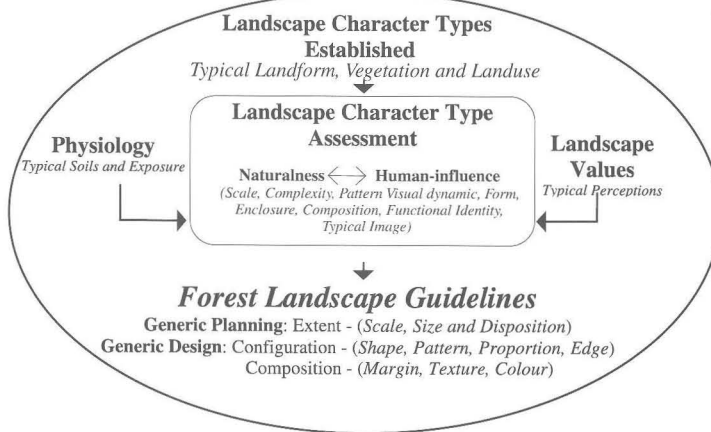 Landscape Character Types
Established
Typical Landform, Vegetation and Landuse
Landscape Character Type
Assessment
Physiology
Typical Soils and Exposure
Naturalness <--> Human-influence
(Scale, Complexity, Pattern Visual dynamic, Form,
Enclosure, Composition, Functional Identity,
Typical Image)
Landscape
Values
Typical Perceptions
Forest Landscape Guidelines
Generic Planning: Extent - (Scale, Size and Disposition)
Generic Design: Configuration - (Shape, Pattern, Proportion, Edge)
Composition - (Margin, Texture, Colour)